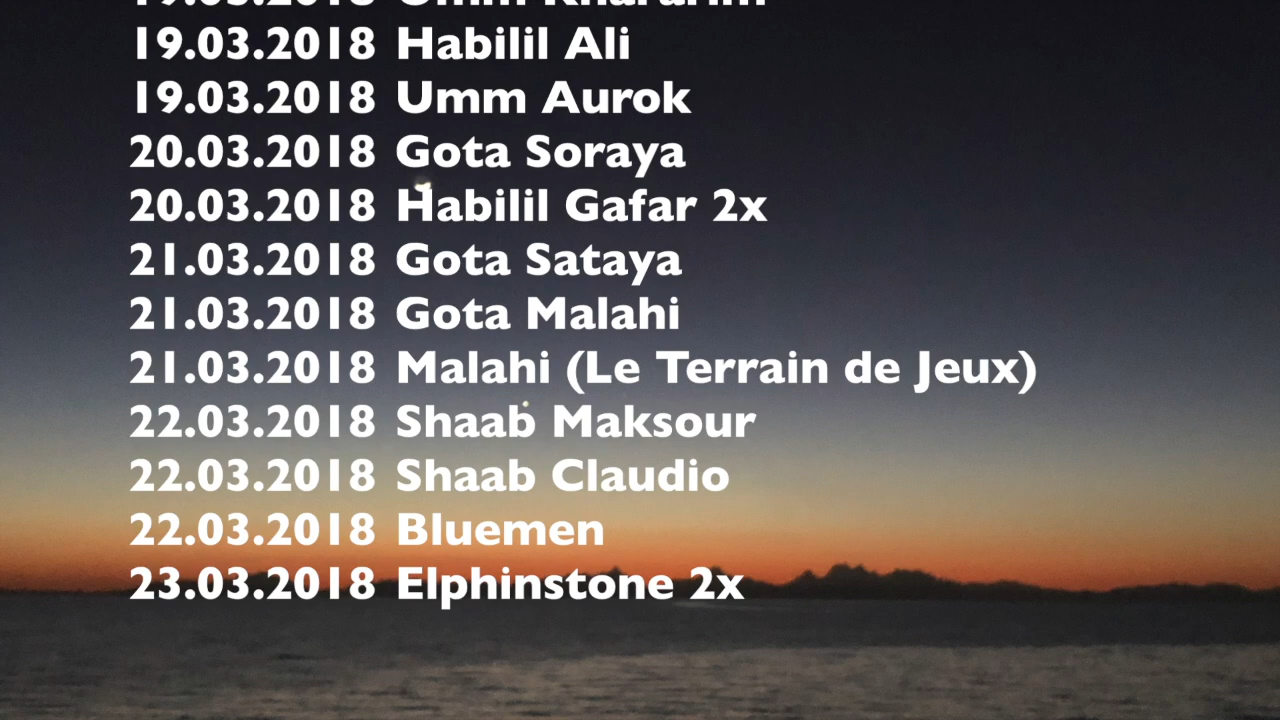 19.03.2018 Habilil Ali
19.03.2018 Umm Aurok
20.03.2018 Gota Soraya
20.03.2018 Habilil Gafar 2x
21.03.2018 Gota Sataya
21.03.2018 Gota Malahi
21.03.2018 Malahi (Le Terrain de Jeux)
22.03.2018 Shaab Maksour
22.03.2018 Shaab Claudio
22.03.2018 Bluemen
23.03.2018 Elphinstone 2x